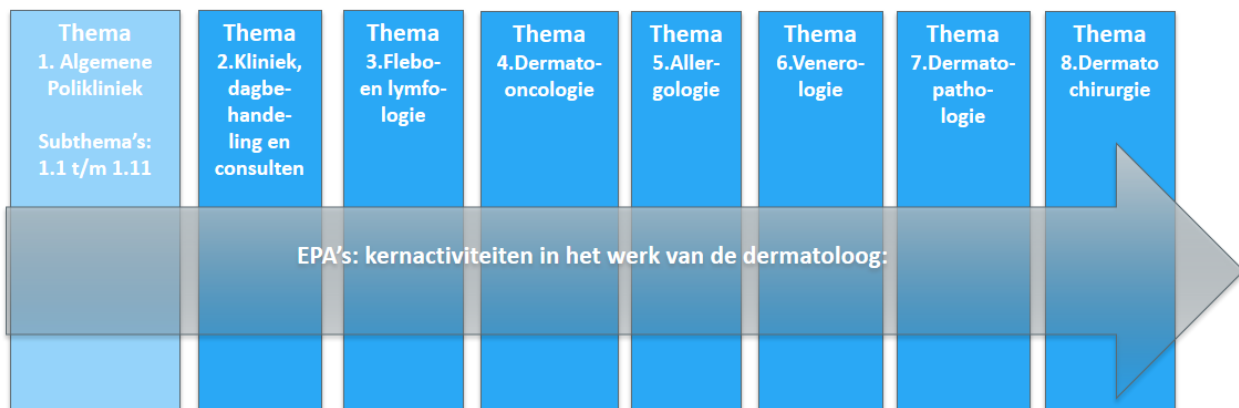 Thema
1. Algemene
Polikliniek
Subthema's:
1.1 t/m 1.11
Thema
2.Kliniek,
dagbe-
hande-
ling en
consulten
Thema
3.Flebo-
en lymfo-
logie
Thema
4.Dermato-
oncologie
Thema
5.Aller-
gologie
Thema
6.Venero-
logie
Thema
7.Dermato-
patho-
logie
Thema
8.Dermato
chirurgie
EPA's: kernactiviteiten in het werk van de dermatoloog: